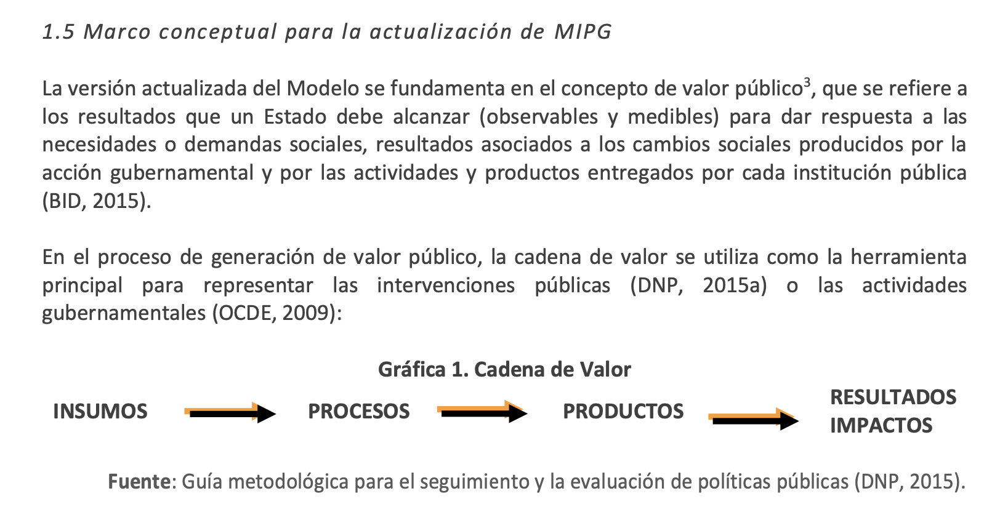 1.5 Marco conceptual para la actualización de MIPG
La versión actualizada del Modelo se fundamenta en el concepto de valor público³, que se refiere a
los resultados que un Estado debe alcanzar (observables y medibles) para dar respuesta a las
necesidades o demandas sociales, resultados asociados a los cambios sociales producidos por la
acción gubernamental y por las actividades y productos entregados por cada institución pública
(BID, 2015).
En el proceso de generación de valor público, la cadena de valor se utiliza como la herramienta
principal para representar las intervenciones públicas (DNP, 2015a) o las actividades
gubernamentales (OCDE, 2009):
Gráfica 1. Cadena de Valor
INSUMOS
PROCESOS
PRODUCTOS
RESULTADOS
IMPACTOS
Fuente: Guía metodológica para el seguimiento y la evaluación de políticas públicas (DNP, 2015).